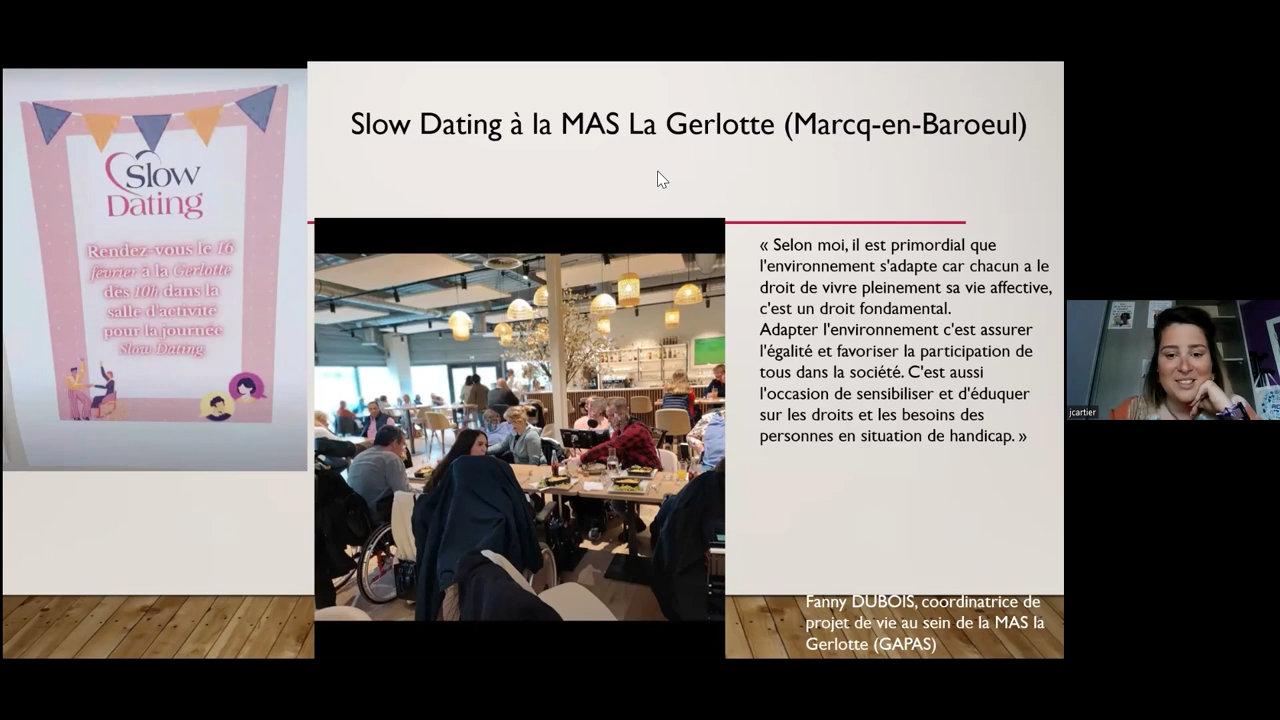 Slow Dating à la MAS La Gerlotte (Marcq-en-Baroeul)
Slow
Dating
Rendez-vous le 16
février à la Gerlotte
dès 10h dans la
salle d'activité
pour la journée
Slow Dating
« Selon moi, il est primordial que
l'environnement s'adapte car chacun a le
droit de vivre pleinement sa vie affective,
c'est un droit fondamental.
Adapter l'environnement c'est assurer
l'égalité et favoriser la participation de
tous dans la société. C'est aussi
l'occasion de sensibiliser et d'éduquer
sur les droits et les besoins des
personnes en situation de handicap. »
Fanny DUBOIS, coordinatrice de
projet de vie au sein de la MAS la
Gerlotte (GAPAS)
jcartier